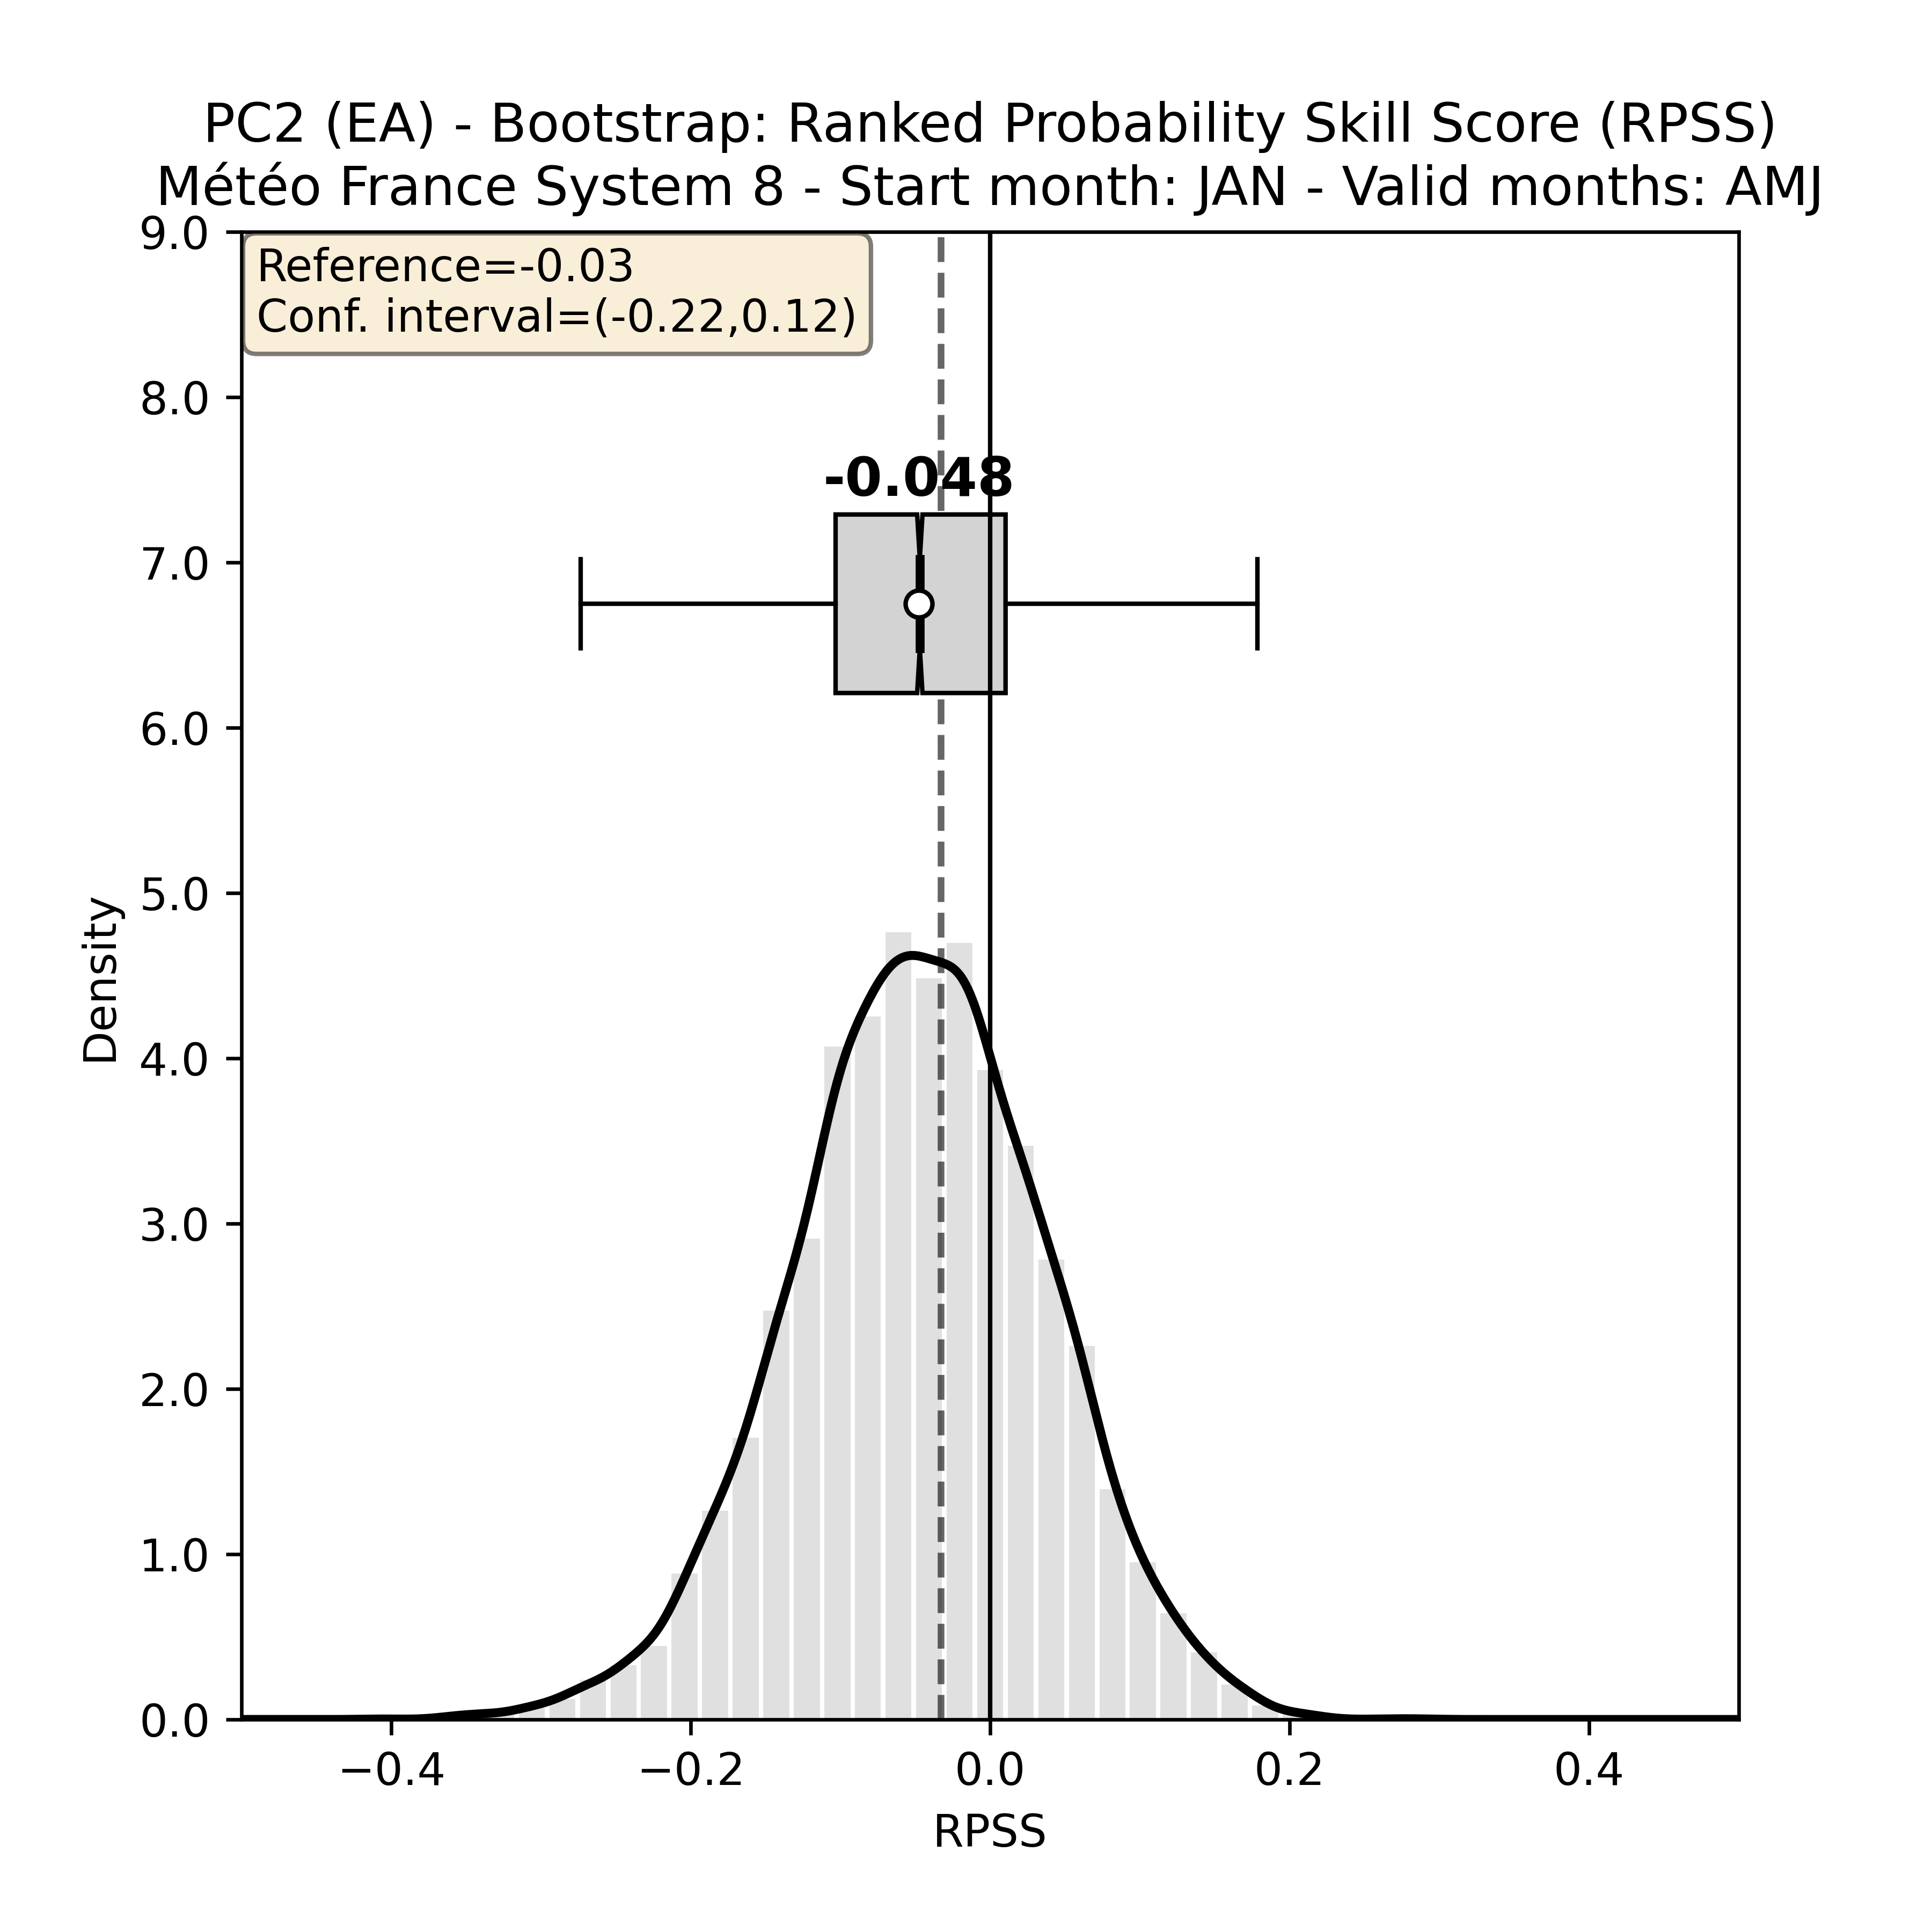 PC2 (EA) - Bootstrap: Ranked Probability Skill Score (RPSS)
Météo France System 8 - Start month: JAN - Valid months: AMJ
Reference=-0.03
Conf. interval=(-0.22,0.12)
-0.048
9.0
8.0
7.0
6.0
5.0
4.0
3.0
2.0
1.0
0.0
Density
−0.4
−0.2
0.0
0.2
0.4
RPSS